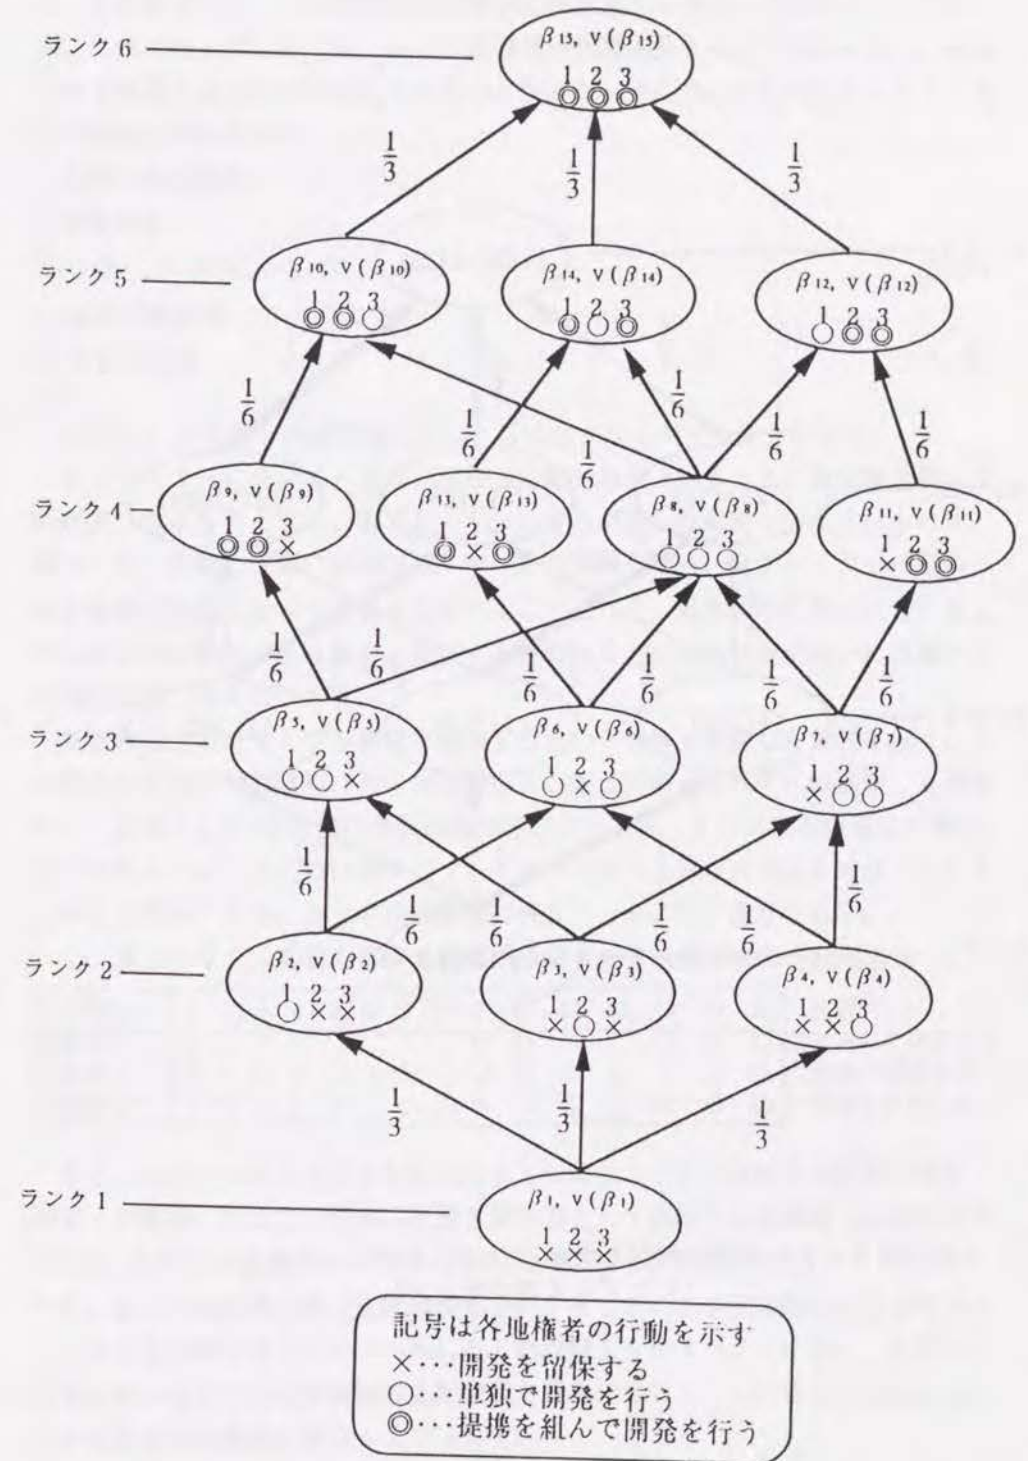 ランク6
β15, v(β15)
1 2 3
◎ ◎ ◎
1/3 1/3 1/3
ランク5
β10, v(β10)
1 2 3
◎ ◎ ○
β14, v(β14)
1 2 3
◎ ○ ◎
β12, v(β12)
1 2 3
○ ◎ ◎
1/6 1/6 1/6 1/6 1/6 1/6
ランク4
β9, v(β9)
1 2 3
◎ ◎ ×
β13, v(β13)
1 2 3
◎ × ◎
β8, v(β8)
1 2 3
○ ○ ○
β11, v(β11)
1 2 3
× ◎ ◎
1/6 1/6 1/6 1/6 1/6 1/6
ランク3
β5, v(β5)
1 2 3
○ ○ ×
β6, v(β6)
1 2 3
○ × ○
β7, v(β7)
1 2 3
× ○ ○
1/6 1/6 1/6 1/6 1/6 1/6
ランク2
β2, v(β2)
1 2 3
○ × ×
β3, v(β3)
1 2 3
× ○ ×
β4, v(β4)
1 2 3
× × ○
1/3 1/3 1/3
ランク1
β1, v(β1)
1 2 3
× × ×
記号は各地権者の行動を示す
×・・・開発を留保する
○・・・単独で開発を行う
◎・・・提携を組んで開発を行う